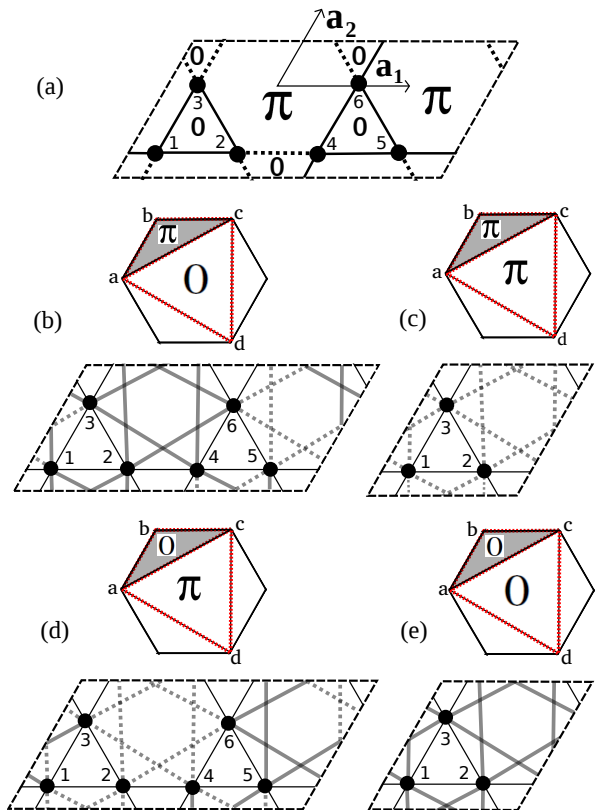 a₂
0 0
(a) a₁
3 π 6 π
0 0
1 2 4 5
0
b c b c
π π
a 0 a π
(b) d (c) d
3 6 3
1 2 4 5 1 2
b c b c
0 0
a π a 0
(d) d (e) d
3 6 3
1 2 4 5 1 2